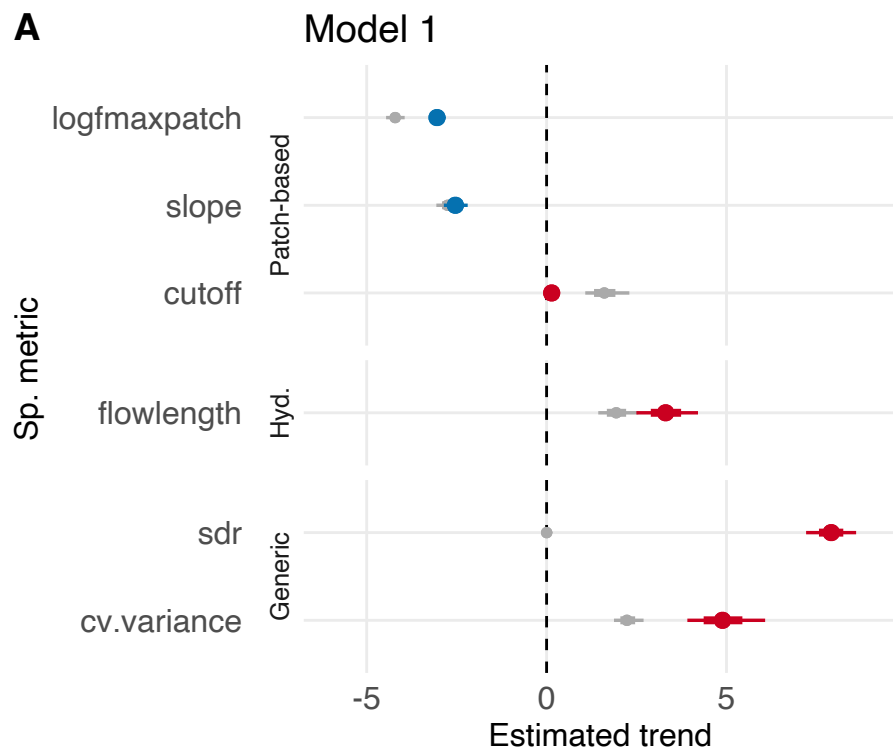 A
Model 1
Sp. metric
Patch-based
logfmaxpatch
slope
cutoff
Hyd.
flowlength
Generic
sdr
cv.variance
-5 0 5
Estimated trend